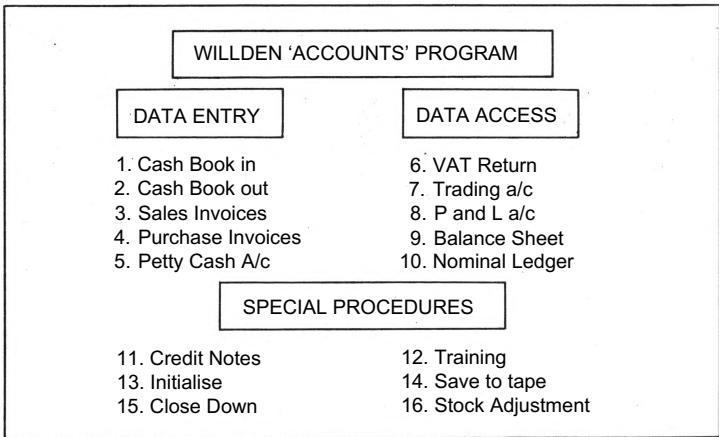 WILLDEN ‘ACCOUNTS’ PROGRAM
DATA ENTRY
1. Cash Book in
2. Cash Book out
3. Sales Invoices
4. Purchase Invoices
5. Petty Cash A/c
DATA ACCESS
6. VAT Return
7. Trading a/c
8. P and L a/c
9. Balance Sheet
10. Nominal Ledger
SPECIAL PROCEDURES
11. Credit Notes
12. Training
13. Initialise
14. Save to tape
15. Close Down
16. Stock Adjustment